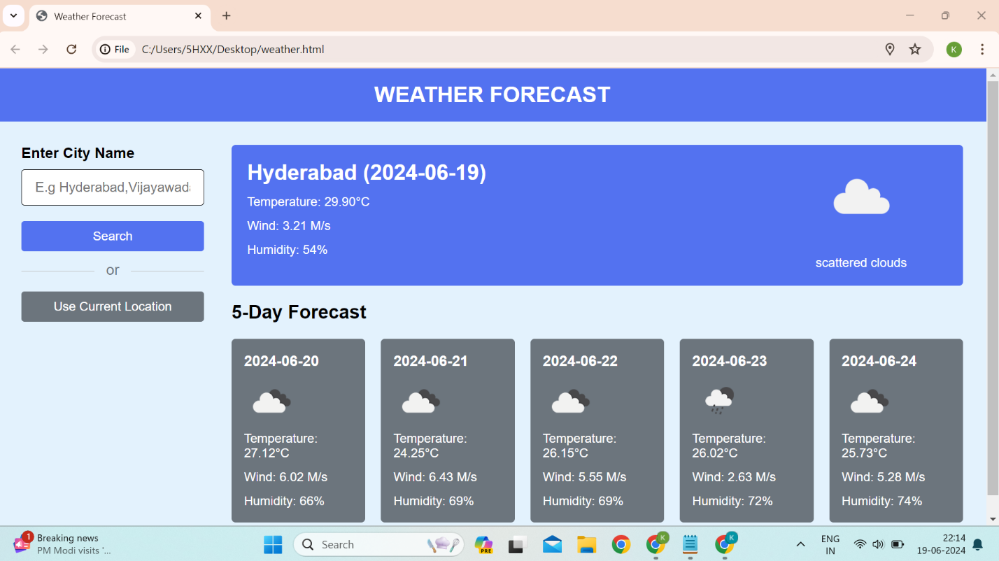 Weather Forecast
File
C:/Users/5HXX/Desktop/weather.html
K
WEATHER FORECAST
Enter City Name
E.g Hyderabad,Vijayawad
Search
or
Use Current Location
Hyderabad (2024-06-19)
Temperature: 29.90°C
Wind: 3.21 M/s
Humidity: 54%
scattered clouds
5-Day Forecast
2024-06-20
Temperature:
27.12°C
Wind: 6.02 M/s
Humidity: 66%
2024-06-21
Temperature:
24.25°C
Wind: 6.43 M/s
Humidity: 69%
2024-06-22
Temperature:
26.15°C
Wind: 5.55 M/s
Humidity: 69%
2024-06-23
Temperature:
26.02°C
Wind: 2.63 M/s
Humidity: 72%
2024-06-24
Temperature:
25.73°C
Wind: 5.28 M/s
Humidity: 74%
1
Breaking news
PM Modi visits '...
Search
PRE
K
K
ENG
IN
22:14
19-06-2024